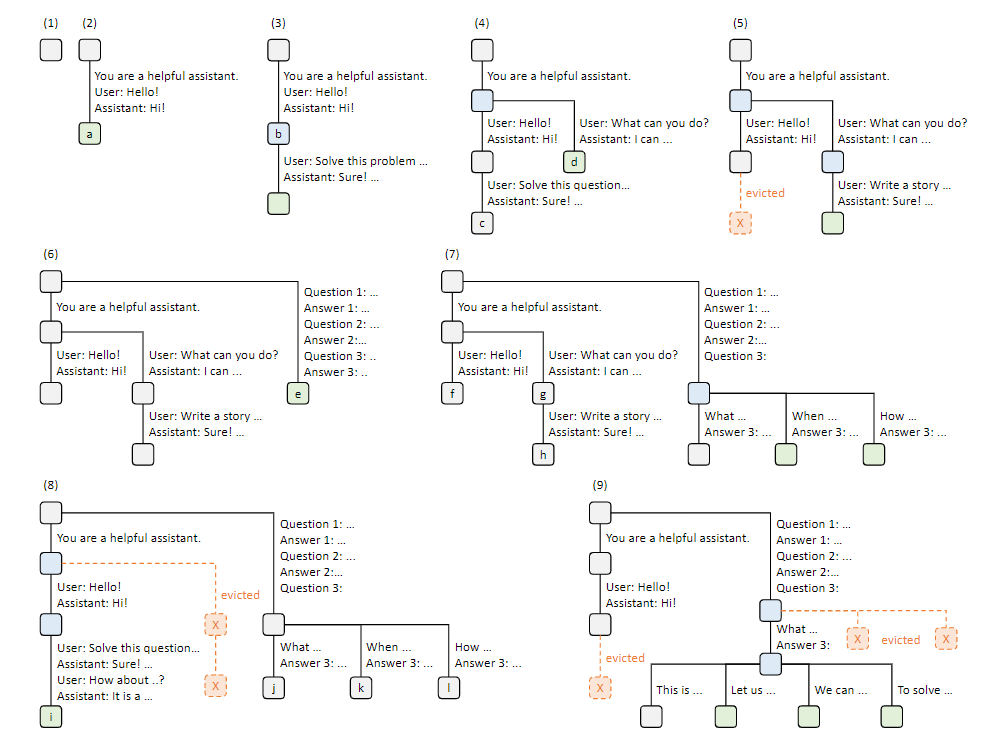 (1)
(2)
You are a helpful assistant.
User: Hello!
Assistant: Hi!
a
(3)
You are a helpful assistant.
User: Hello!
Assistant: Hi!
b
User: Solve this problem ...
Assistant: Sure! ...
(4)
You are a helpful assistant.
User: Hello!
Assistant: Hi!
User: What can you do?
Assistant: I can ...
d
User: Solve this question...
Assistant: Sure! ...
c
(5)
You are a helpful assistant.
User: Hello!
Assistant: Hi!
User: What can you do?
Assistant: I can ...
evicted
X
User: Write a story ...
Assistant: Sure! ...
(6)
You are a helpful assistant.
User: Hello!
Assistant: Hi!
User: What can you do?
Assistant: I can ...
User: Write a story ...
Assistant: Sure! ...
Question 1: ...
Answer 1: ...
Question 2: ...
Answer 2:...
Question 3: ..
Answer 3: ..
e
(7)
You are a helpful assistant.
User: Hello!
Assistant: Hi!
f
User: What can you do?
Assistant: I can ...
g
User: Write a story ...
Assistant: Sure! ...
h
Question 1: ...
Answer 1: ...
Question 2: ...
Answer 2:...
Question 3:
What ...
Answer 3: ...
When ...
Answer 3: ...
How ...
Answer 3: ...
(8)
You are a helpful assistant.
User: Hello!
Assistant: Hi!
User: Solve this question...
Assistant: Sure! ...
User: How about ..?
Assistant: It is a ...
i
evicted
X
X
Question 1: ...
Answer 1: ...
Question 2: ...
Answer 2:...
Question 3:
What ...
Answer 3: ...
j
When ...
Answer 3: ...
k
How ...
Answer 3: ...
l
(9)
You are a helpful assistant.
User: Hello!
Assistant: Hi!
evicted
X
Question 1: ...
Answer 1: ...
Question 2: ...
Answer 2:...
Question 3:
What ...
Answer 3:
X
evicted
X
This is ...
Let us ...
We can ...
To solve ...